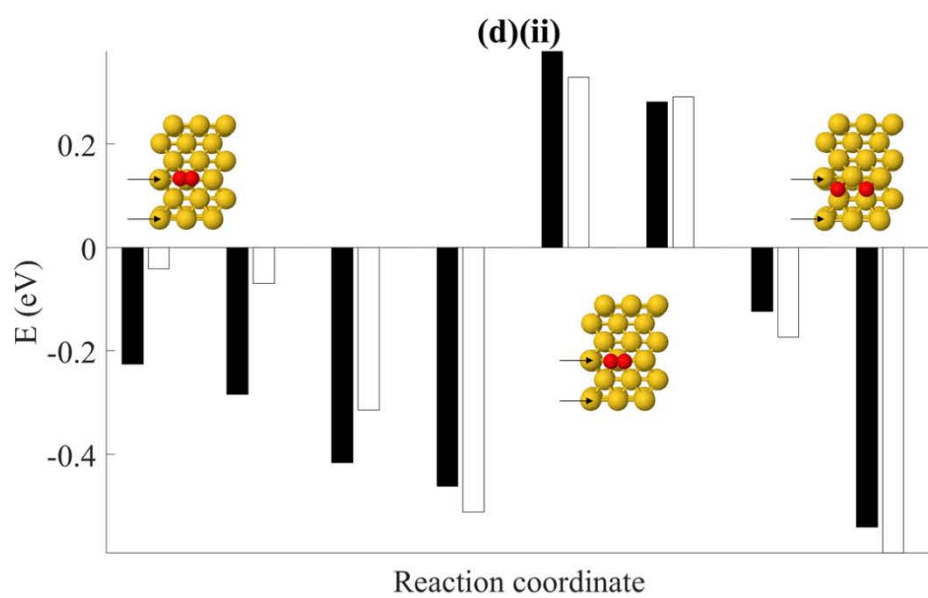 (d)(ii)
0.2
0
-0.2
-0.4
E (eV)
Reaction coordinate